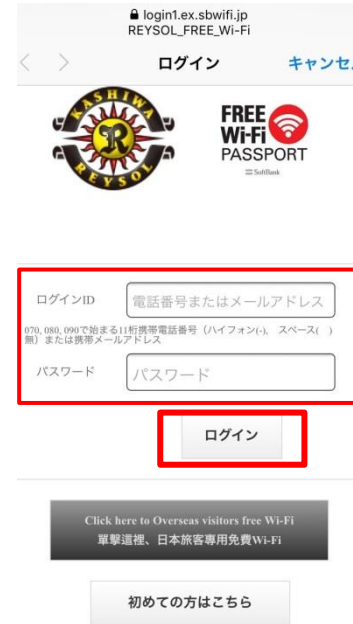 login1.ex.sbwifi.jp
REYSOL_FREE_Wi-Fi
ログイン
キャンセル
KASHIWA
R
REYSOL
FREE
Wi-Fi
PASSPORT
SoftBank
ログインID
電話番号またはメールアドレス
070, 080, 090で始まる11桁携帯電話番号（ハイフォン(-), スペース( )
無）または携帯メールアドレス
パスワード
パスワード
ログイン
Click here to Overseas visitors free Wi-Fi
單擊這裡、日本旅客専用免費Wi-Fi
初めての方はこちら